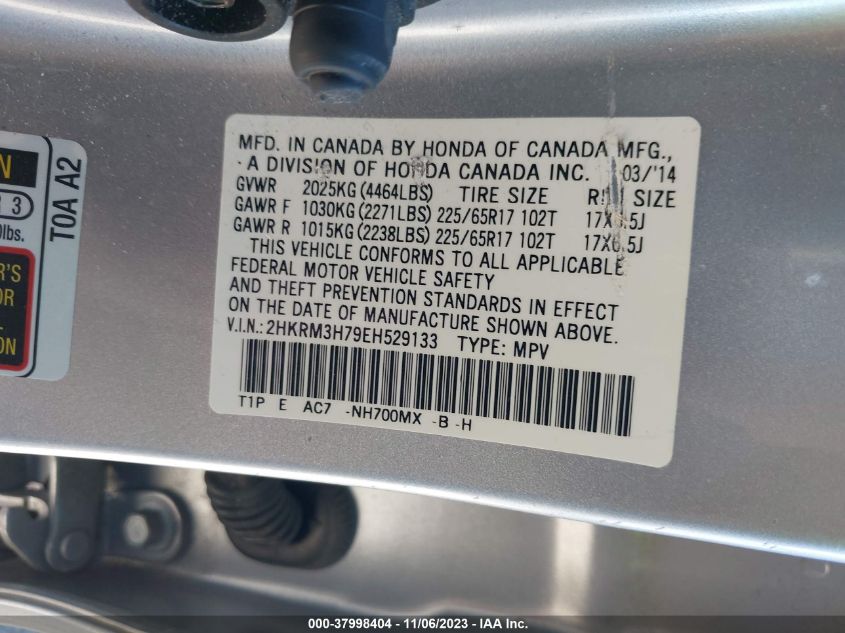 MFD. IN CANADA BY HONDA OF CANADA MFG.,
A DIVISION OF HONDA CANADA INC. 03/'14
GVWR 2025KG (4464LBS) TIRE SIZE SIZE
GAWR F 1030KG (2271LBS) 225/65R17 102T
GAWR R 1015KG (2238LBS) 225/65R17 102T 17X6.5J
THIS VEHICLE CONFORMS TO ALL APPLICABLE
FEDERAL MOTOR VEHICLE SAFETY
AND THEFT PREVENTION STANDARDS IN EFFECT
ON THE DATE OF MANUFACTURE SHOWN ABOVE.
V.I.N.: 2HKRM3H79EH529133 TYPE: MPV
T1P E AC7 -NH700MX -B -H
T0A A2
000-37998404 - 11/06/2023 - IAA Inc.